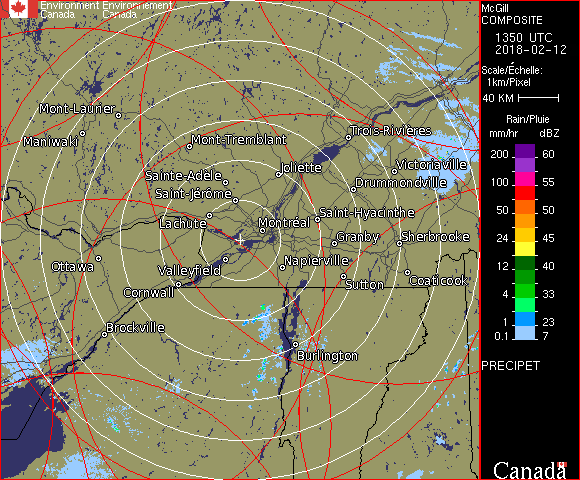 Environment Environnement
Canada Canada
Mont-Laurier
Maniwaki
Mont-Tremblant
Trois-Rivières
Sainte-Adèle
Joliette
Victoriaville
Saint-Jérôme
Drummondville
Lachute
Montréal
Saint-Hyacinthe
Granby
Sherbrooke
Ottawa
Valleyfield
Napierville
Cornwall
Sutton
Coaticook
Brockville
Burlington
McGill
COMPOSITE
1350 UTC
2018-02-12
Scale/Échelle:
1km/Pixel
40 KM
Rain/Pluie
mm/hr dBZ
200 60
150 57
100 55
50 50
24 45
12 40
4 33
1 23
0.1 7
PRECIPET
Canada